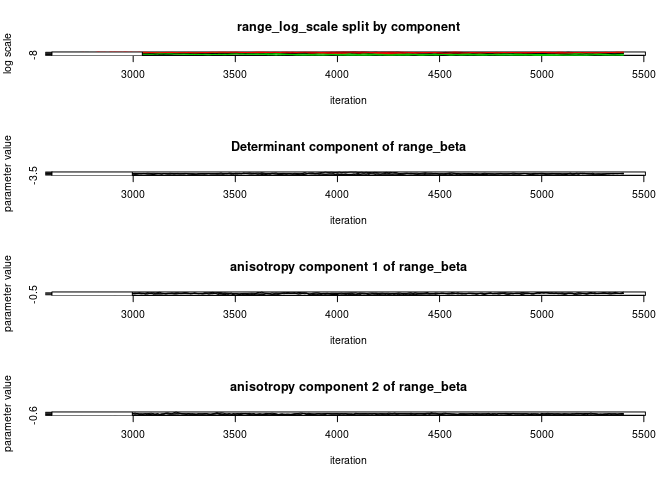 range_log_scale split by component
log scale
-8
3000 3500 4000 4500 5000 5500
iteration
Determinant component of range_beta
parameter value
-3.5
3000 3500 4000 4500 5000 5500
iteration
anisotropy component 1 of range_beta
parameter value
-0.5
3000 3500 4000 4500 5000 5500
iteration
anisotropy component 2 of range_beta
parameter value
-0.6
3000 3500 4000 4500 5000 5500
iteration